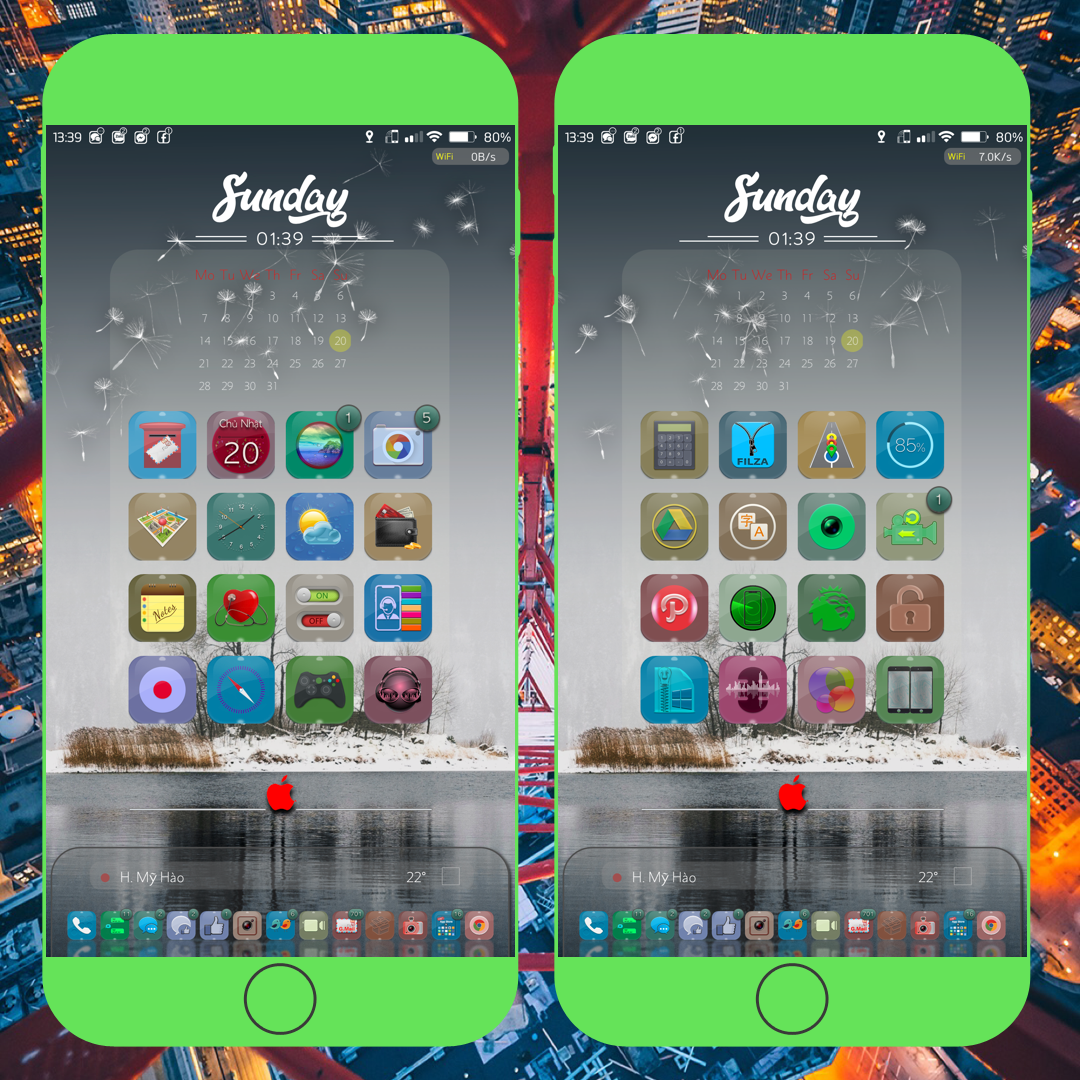 13:39
80%
WiFi 0B/s
Sunday
01:39
Mo Tu We Th Fr Sa Su
2 3 4 5 6
7 8 9 10 11 12 13
14 15 16 17 18 19 20
21 22 23 24 25 26 27
28 29 30 31
Chủ Nhật
20
1
5
Notes
ON
OFF
H. Mỹ Hào 22°
G.Mail
13:39
80%
WiFi 7.0K/s
Sunday
01:39
Mo Tu We Th Fr Sa Su
1 2 3 4 5 6
7 8 9 10 11 12 13
14 15 16 17 18 19 20
21 22 23 24 25 26 27
28 29 30 31
FILZA
85%
字
A
1
H. Mỹ Hào 22°
G.Mail